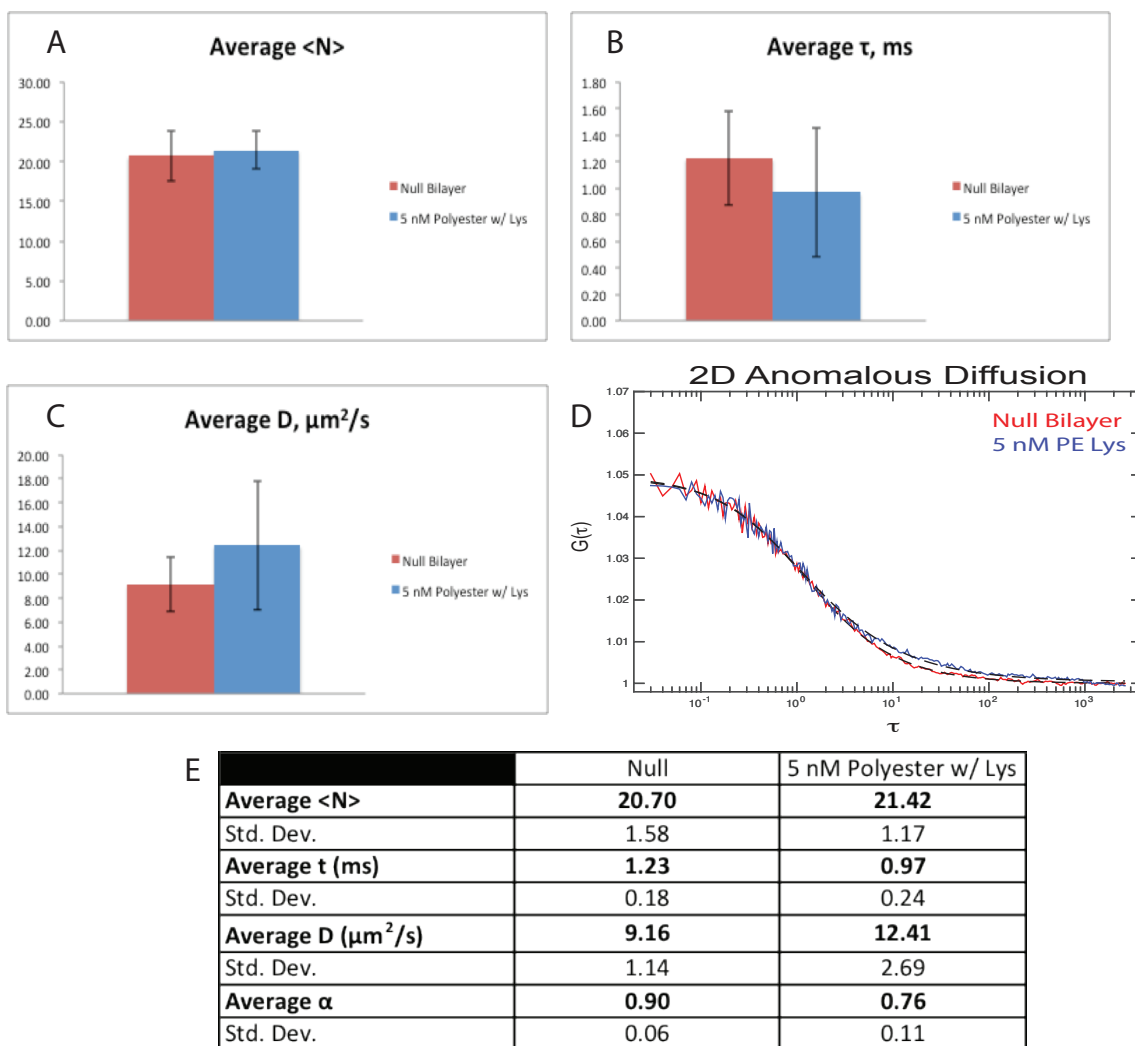 A
Average <N>
30.00
25.00
20.00
15.00
10.00
5.00
0.00
Null Bilayer
5 nM Polyester w/ Lys
B
Average τ, ms
1.80
1.60
1.40
1.20
1.00
0.80
0.60
0.40
0.20
0.00
Null Bilayer
5 nM Polyester w/ Lys
C
Average D, µm²/s
20.00
18.00
16.00
14.00
12.00
10.00
8.00
6.00
4.00
2.00
0.00
Null Bilayer
5 nM Polyester w/ Lys
D
2D Anomalous Diffusion
Null Bilayer
5 nM PE Lys
G(τ)
1.07
1.06
1.05
1.04
1.03
1.02
1.01
1
10⁻¹ 10⁰ 10¹ 10² 10³
τ
E
Null 5 nM Polyester w/ Lys
Average <N> 20.70 21.42
Std. Dev. 1.58 1.17
Average t (ms) 1.23 0.97
Std. Dev. 0.18 0.24
Average D (µm²/s) 9.16 12.41
Std. Dev. 1.14 2.69
Average α 0.90 0.76
Std. Dev. 0.06 0.11